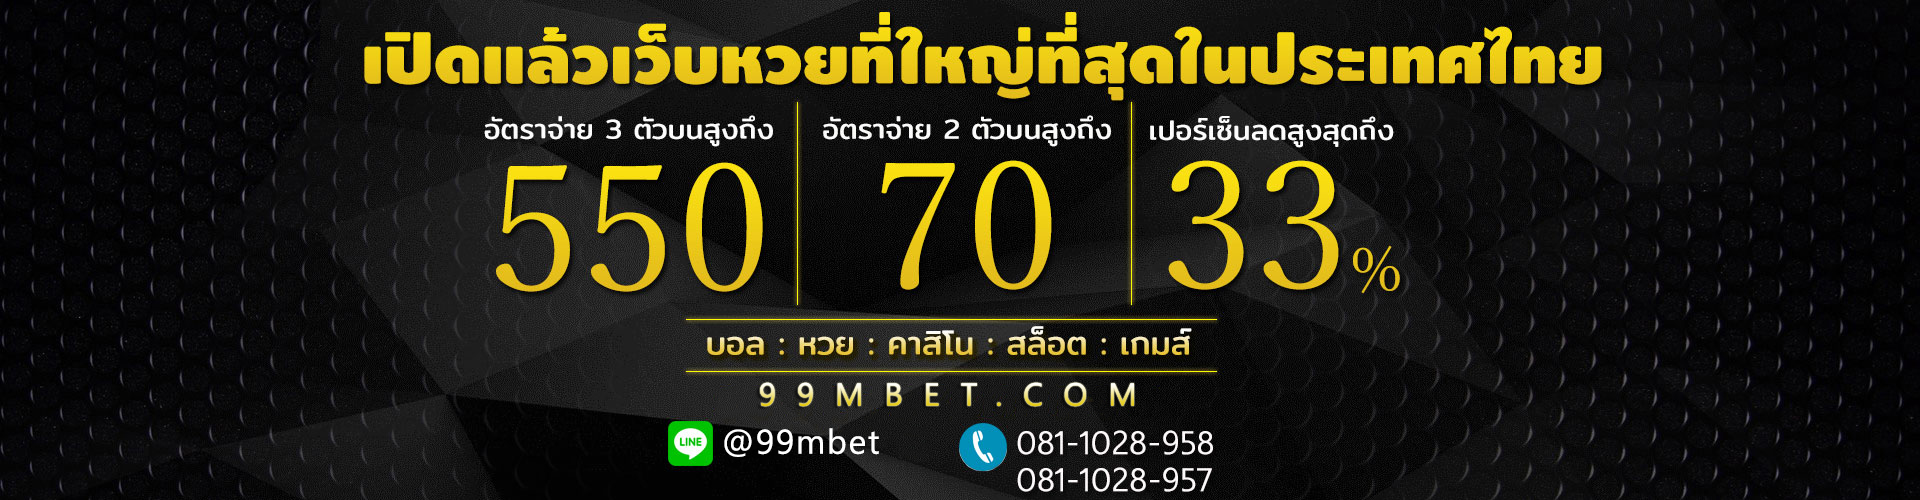 เปิดแล้วเว็บหวยที่ใหญ่ที่สุดในประเทศไทย
อัตราจ่าย 3 ตัวบนสูงถึง
550
อัตราจ่าย 2 ตัวบนสูงถึง
70
เปอร์เซ็นลดสูงสุดถึง
33%
บอล : หวย : คาสิโน : สล็อต : เกมส์
99MBET.COM
LINE @99mbet
081-1028-958
081-1028-957